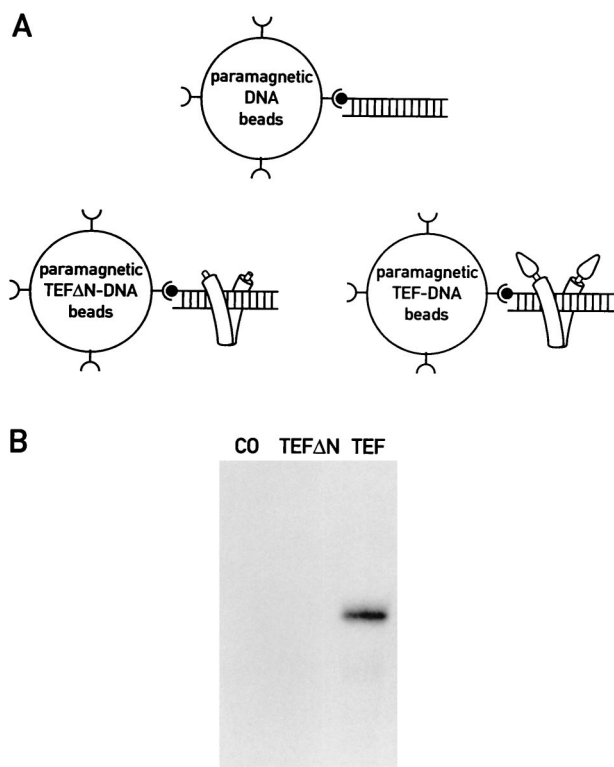 A
paramagnetic
DNA
beads
paramagnetic
TEFΔN-DNA
beads
paramagnetic
TEF-DNA
beads
B
CO TEFΔN TEF